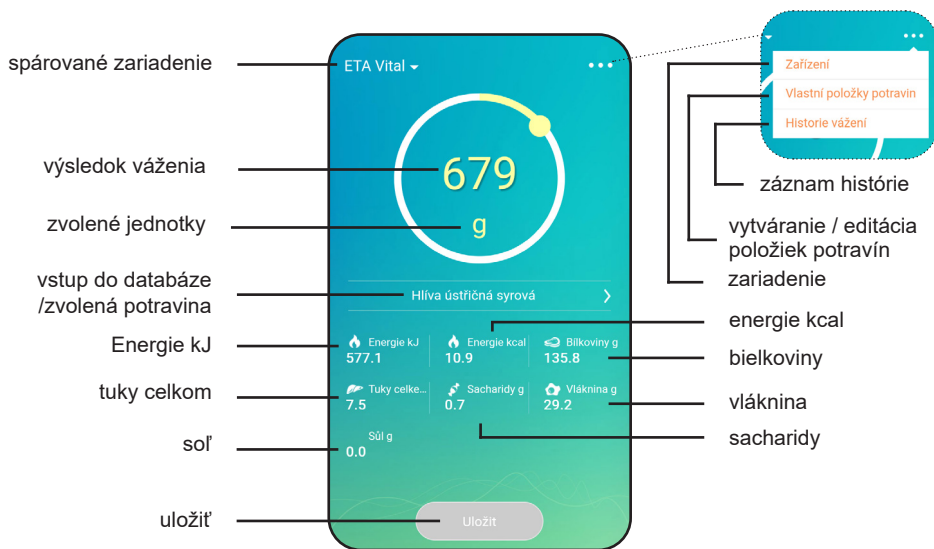 spárované zariadenie
výsledok váženia
zvolené jednotky
vstup do databáze
/zvolená potravina
Energie kJ
tuky celkom
soľ
uložiť
ETA Vital
679
g
Hlíva ústřičná syrová
Energie kJ
577.1
Energie kcal
10.9
Bílkoviny g
135.8
Tuky celke...
7.5
Sacharidy g
0.7
Vláknina g
29.2
Sůl g
0.0
Uložit
Zařízení
Vlastní položky potravin
Historie vážení
záznam histórie
vytváranie / editácia
položiek potravín
zariadenie
energie kcal
bielkoviny
vláknina
sacharidy